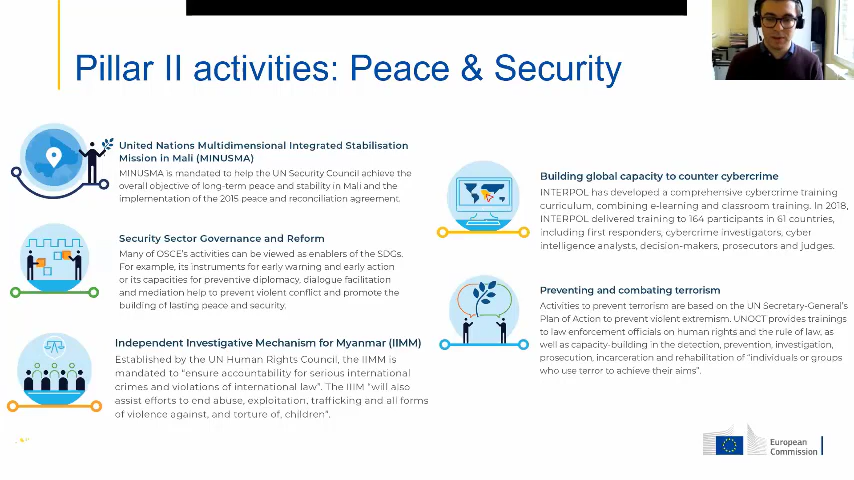 Pillar II activities: Peace & Security
United Nations Multidimensional Integrated Stabilisation
Mission in Mali (MINUSMA)
MINUSMA is mandated to help the UN Security Council achieve the
overall objective of long-term peace and stability in Mali and the
implementation of the 2015 peace and reconciliation agreement.
Security Sector Governance and Reform
Many of OSCE's activities can be viewed as enablers of the SDGs.
For example, its instruments for early warning and early action
or its capacities for preventive diplomacy, dialogue facilitation
and mediation help to prevent violent conflict and promote the
building of lasting peace and security.
Independent Investigative Mechanism for Myanmar (IIMM)
Established by the UN Human Rights Council, the IIMM is
mandated to "ensure accountability for serious international
crimes and violations of international law". The IIIM "will also
assist efforts to end abuse, exploitation, trafficking and all forms
of violence against, and torture of, children".
Building global capacity to counter cybercrime
INTERPOL has developed a comprehensive cybercrime training
curriculum, combining e-learning and classroom training. In 2018,
INTERPOL delivered training to 164 participants in 61 countries,
including first responders, cybercrime investigators, cyber
intelligence analysts, decision-makers, prosecutors and judges.
Preventing and combating terrorism
Activities to prevent terrorism are based on the UN Secretary-General's
Plan of Action to prevent violent extremism. UNOCT provides trainings
to law enforcement officials on human rights and the rule of law, as
well as capacity-building in the detection, prevention, investigation,
prosecution, incarceration and rehabilitation of "individuals or groups
who use terror to achieve their aims".
European
Commission